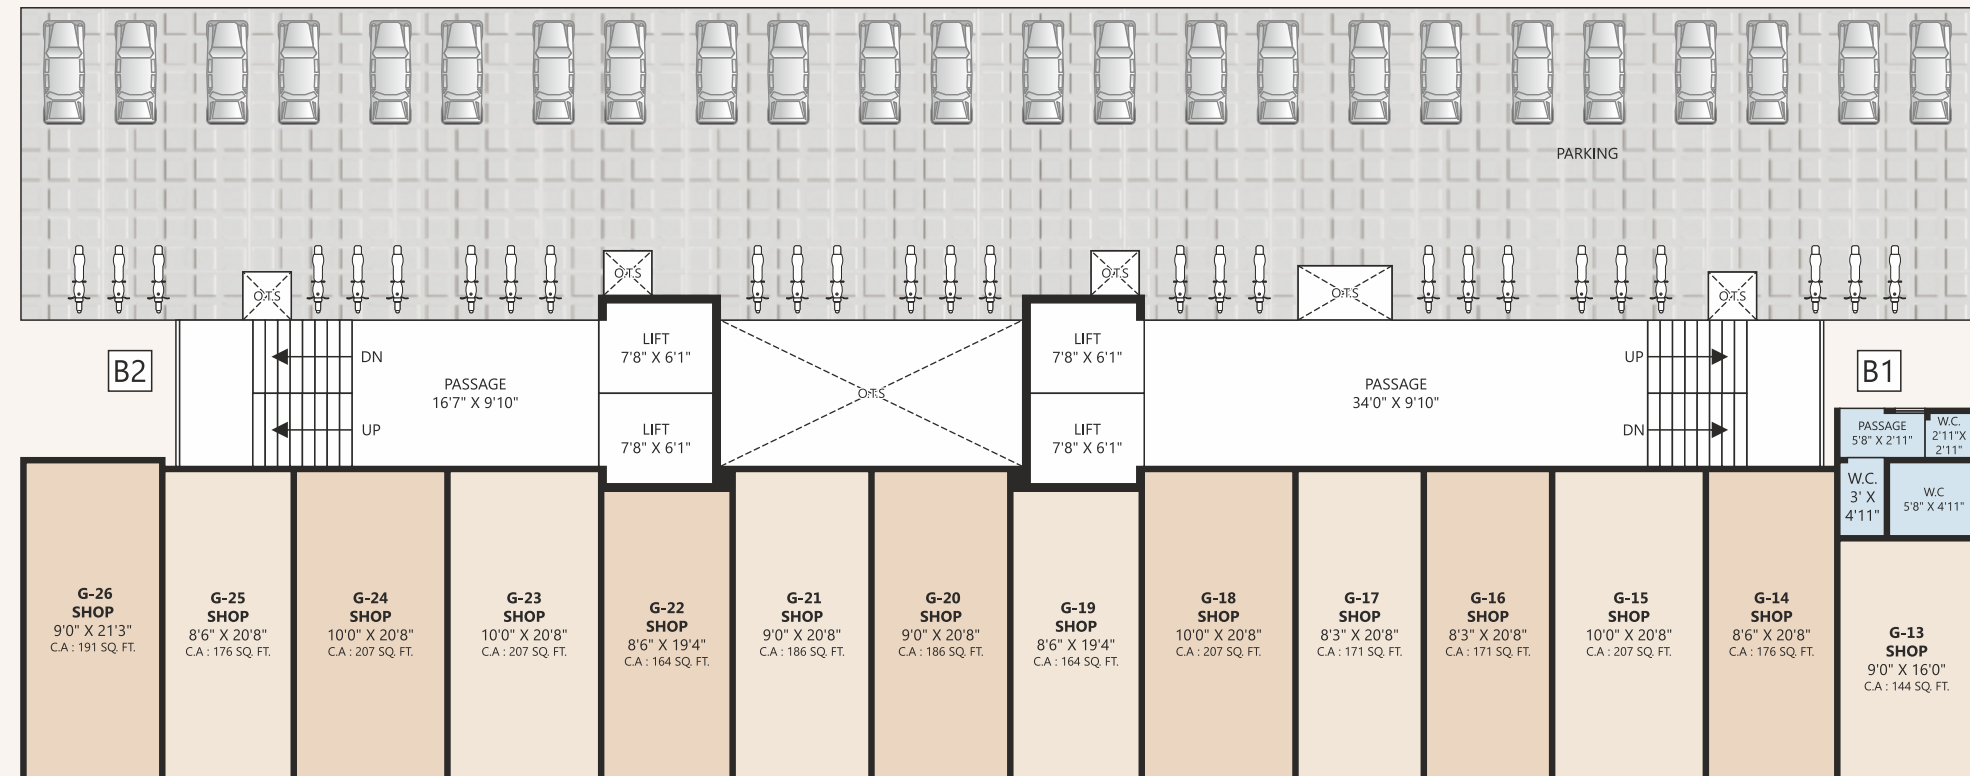 PARKING
O.T.S
O.T.S
O.T.S
O.T.S
O.T.S
B2
DN
UP
PASSAGE
16'7" X 9'10"
LIFT
7'8" X 6'1"
LIFT
7'8" X 6'1"
O.T.S
LIFT
7'8" X 6'1"
LIFT
7'8" X 6'1"
PASSAGE
34'0" X 9'10"
UP
DN
B1
PASSAGE
5'8" X 2'11"
W.C.
2'11"X
2'11"
W.C.
3' X
4'11"
W.C
5'8" X 4'11"
G-26
SHOP
9'0" X 21'3"
C.A : 191 SQ. FT.
G-25
SHOP
8'6" X 20'8"
C.A : 176 SQ. FT.
G-24
SHOP
10'0" X 20'8"
C.A : 207 SQ. FT.
G-23
SHOP
10'0" X 20'8"
C.A : 207 SQ. FT.
G-22
SHOP
8'6" X 19'4"
C.A : 164 SQ. FT.
G-21
SHOP
9'0" X 20'8"
C.A : 186 SQ. FT.
G-20
SHOP
9'0" X 20'8"
C.A : 186 SQ. FT.
G-19
SHOP
8'6" X 19'4"
C.A : 164 SQ. FT.
G-18
SHOP
10'0" X 20'8"
C.A : 207 SQ. FT.
G-17
SHOP
8'3" X 20'8"
C.A : 171 SQ. FT.
G-16
SHOP
8'3" X 20'8"
C.A : 171 SQ. FT.
G-15
SHOP
10'0" X 20'8"
C.A : 207 SQ. FT.
G-14
SHOP
8'6" X 20'8"
C.A : 176 SQ. FT.
G-13
SHOP
9'0" X 16'0"
C.A : 144 SQ. FT.